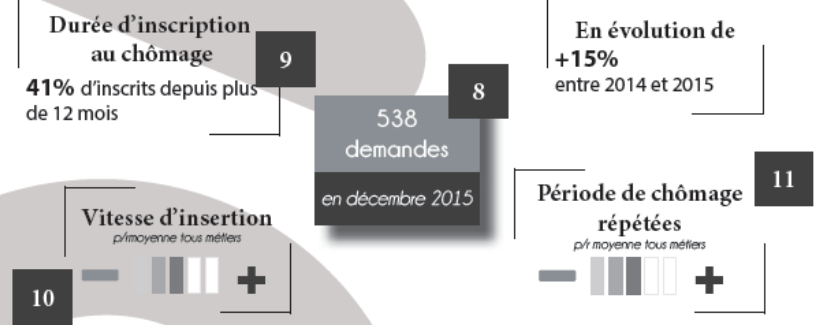 Durée d'inscription
au chômage
9
41% d'inscrits depuis plus
de 12 mois
8
538
demandes
en décembre 2015
En évolution de
+15%
entre 2014 et 2015
Vitesse d'insertion
p/rmoyenne tous métiers
10
11
Période de chômage
répétées
p/r moyenne tous métiers